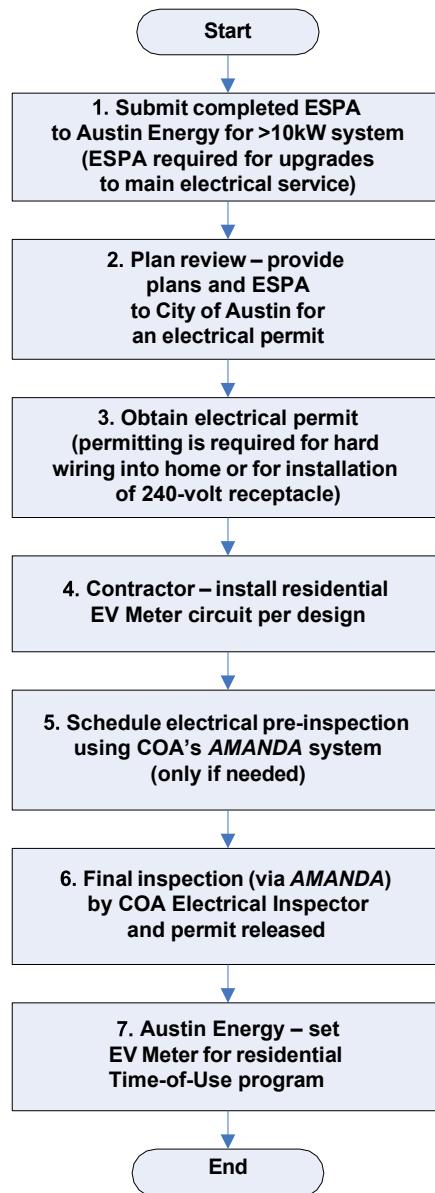 Start
1. Submit completed ESPA
to Austin Energy for >10kW system
(ESPA required for upgrades
to main electrical service)
2. Plan review – provide
plans and ESPA
to City of Austin for
an electrical permit
3. Obtain electrical permit
(permitting is required for hard
wiring into home or for installation
of 240-volt receptacle)
4. Contractor – install residential
EV Meter circuit per design
5. Schedule electrical pre-inspection
using COA's AMANDA system
(only if needed)
6. Final inspection (via AMANDA)
by COA Electrical Inspector
and permit released
7. Austin Energy – set
EV Meter for residential
Time-of-Use program
End